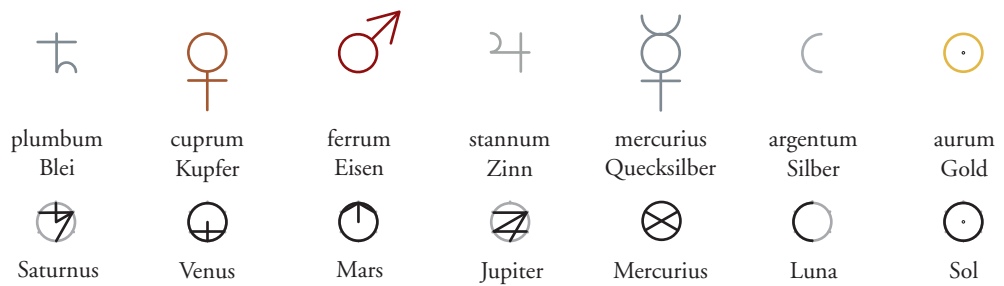 plumbum cuprum ferrum stannum mercurius argentum aurum
Blei Kupfer Eisen Zinn Quecksilber Silber Gold
Saturnus Venus Mars Jupiter Mercurius Luna Sol